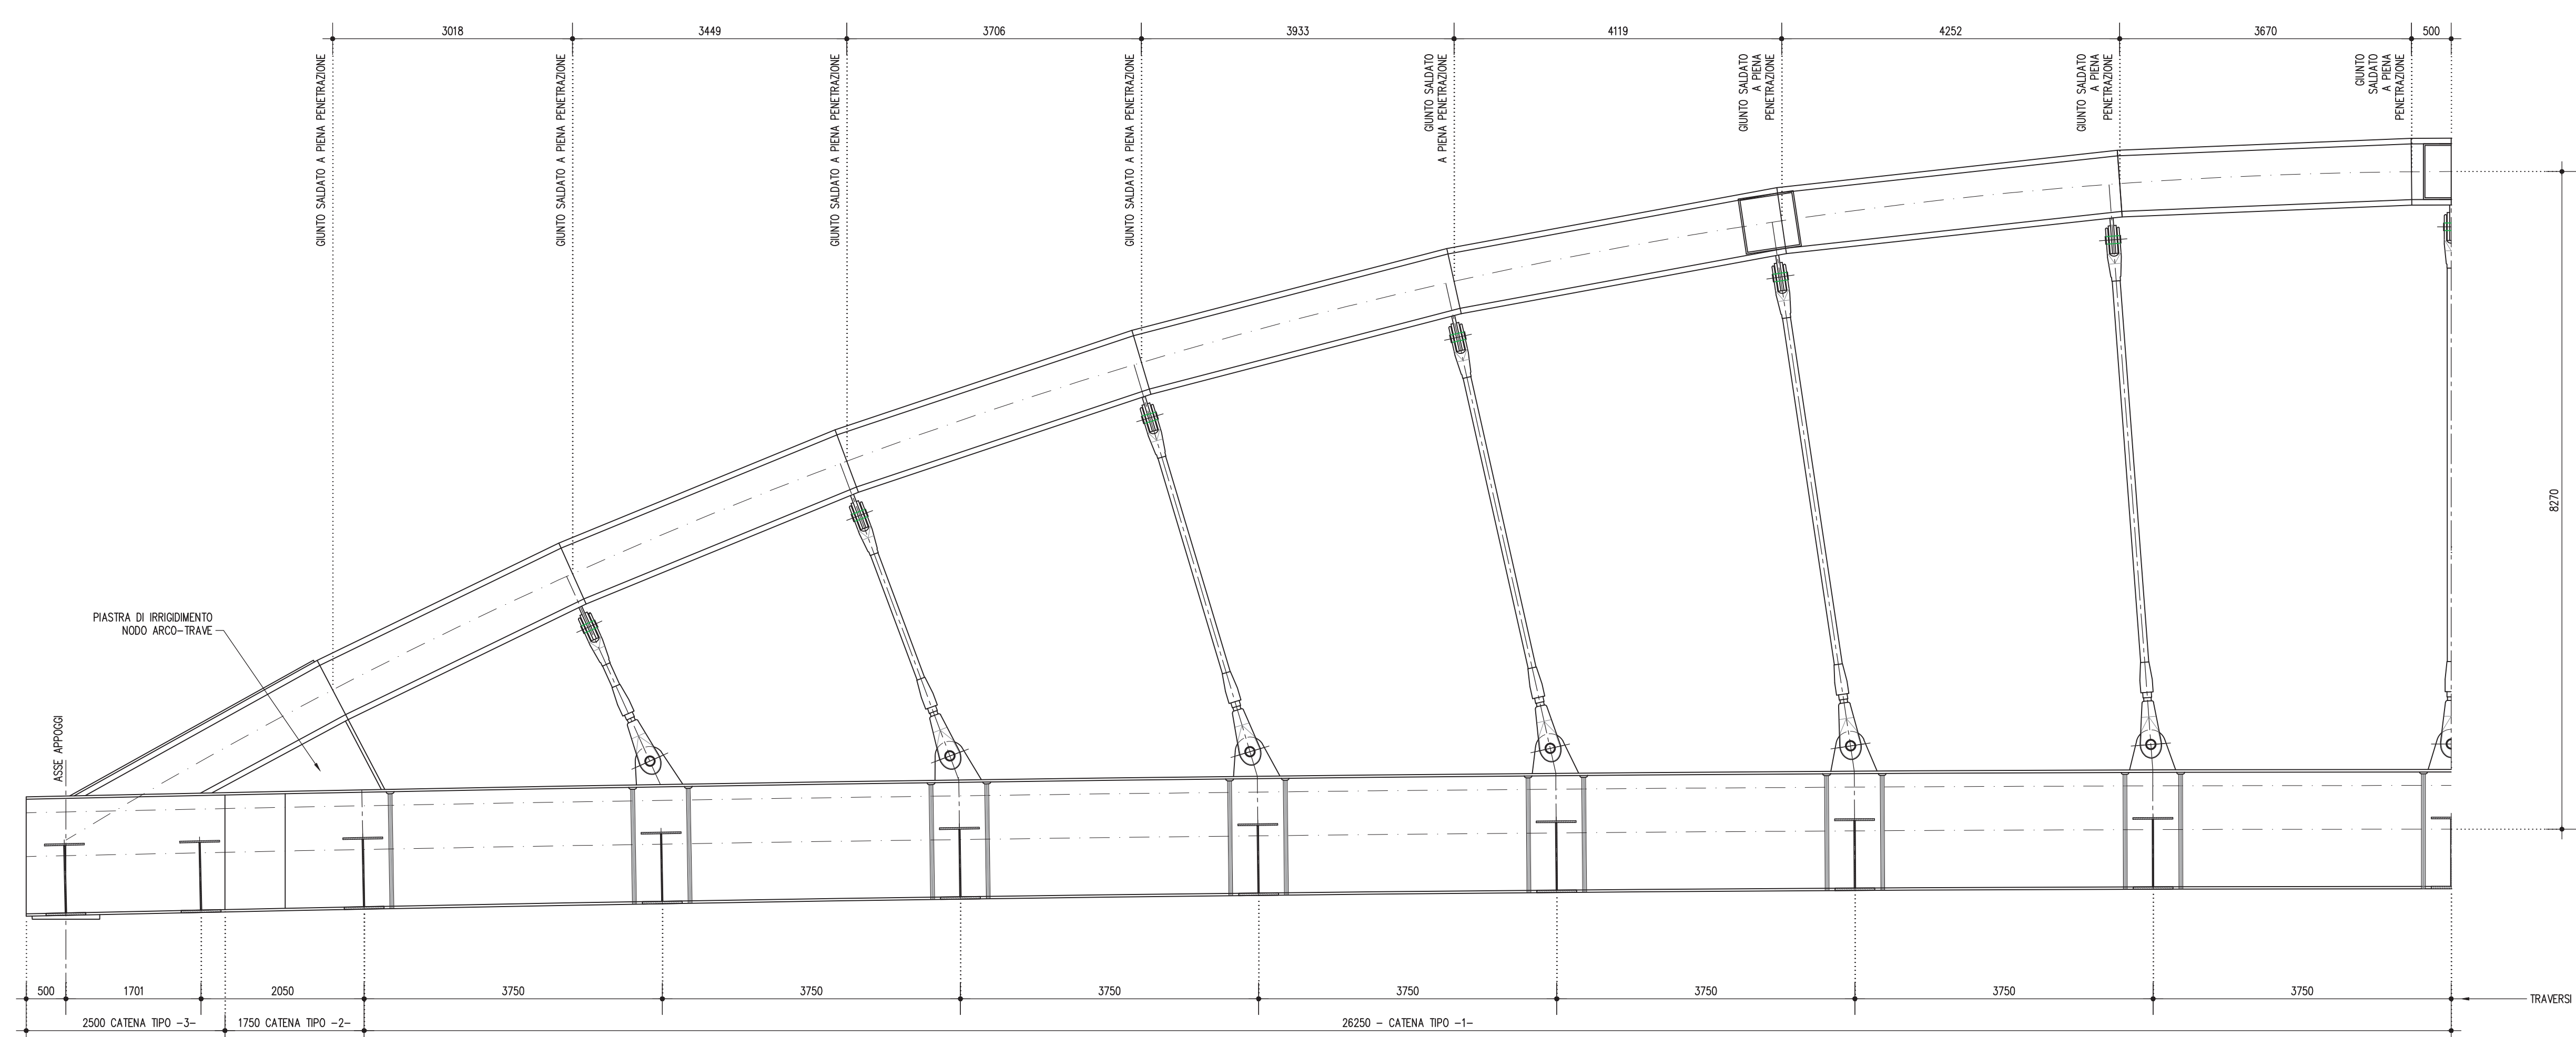 3018
3449
3706
3933
4119
4252
3670
500
GIUNTO SALDATO A PIENA PENETRAZIONE
GIUNTO SALDATO A PIENA PENETRAZIONE
GIUNTO SALDATO A PIENA PENETRAZIONE
GIUNTO SALDATO A PIENA PENETRAZIONE
GIUNTO SALDATO
A PIENA PENETRAZIONE
GIUNTO SALDATO
A PIENA
PENETRAZIONE
GIUNTO SALDATO
A PIENA
PENETRAZIONE
GIUNTO
SALDATO
A PIENA
PENETRAZIONE
8270
PIASTRA DI IRRIGIDIMENTO
NODO ARCO-TRAVE
ASSE APPOGGI
500
1701
2050
3750
3750
3750
3750
3750
3750
3750
TRAVERSI
2500 CATENA TIPO -3-
1750 CATENA TIPO -2-
26250 - CATENA TIPO -1-